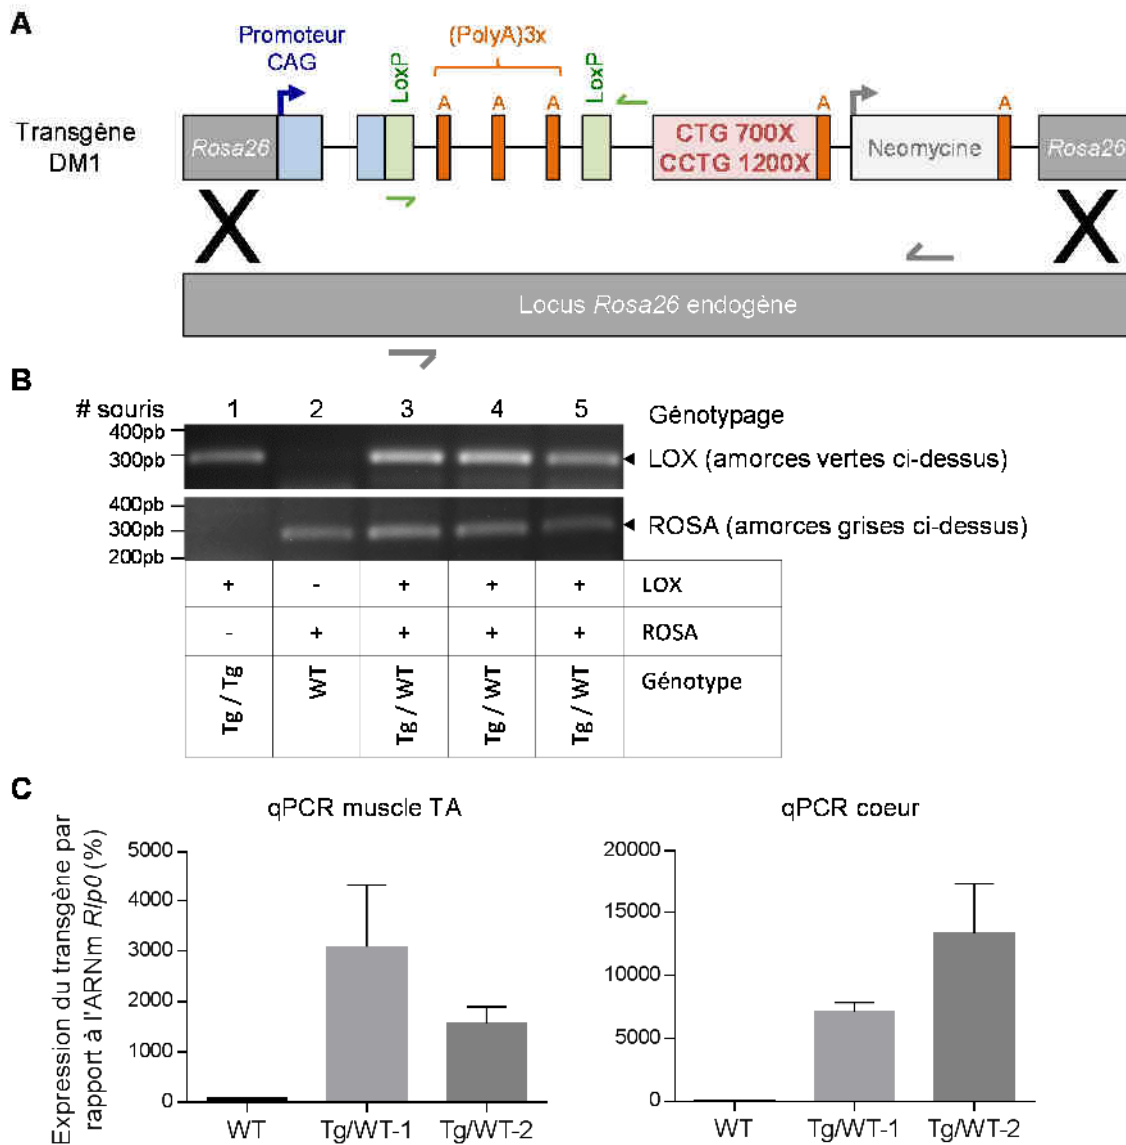 A
Promoteur
CAG
(PolyA)3x
LoxP
LoxP
A
A
A
A
A
Transgène
DM1
Rosa26
CTG 700X
CCTG 1200X
Neomycine
Rosa26
Locus Rosa26 endogène
B
# souris
1
2
3
4
5
Génotypage
400pb
300pb
LOX (amorces vertes ci-dessus)
400pb
300pb
200pb
ROSA (amorces grises ci-dessus)
+
-
+
+
+
LOX
-
+
+
+
+
ROSA
Tg / Tg
WT
Tg / WT
Tg / WT
Tg / WT
Génotype
C
qPCR muscle TA
qPCR coeur
Expression du transgène par
rapport à l'ARNm Rlp0 (%)
5000
4000
3000
2000
1000
0
WT
Tg/WT-1
Tg/WT-2
20000
15000
10000
5000
0
WT
Tg/WT-1
Tg/WT-2